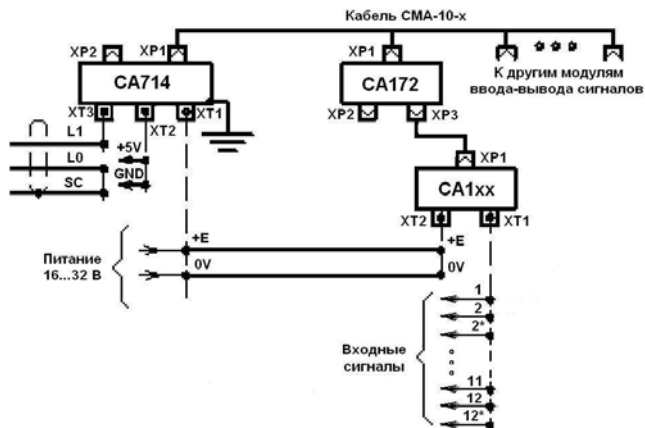 Кабель СМА-10-х
XP2
XP1
XP1
К другим модулям
ввода-вывода сигналов
CA714
CA172
XT3
XT2
XT1
XP2
XP3
L1
+5V
L0
GND
SC
XP1
CA1xx
XT2
XT1
Питание
16...32 В
+E
0V
+E
0V
Входные
сигналы
1
2
2*
11
12
12*